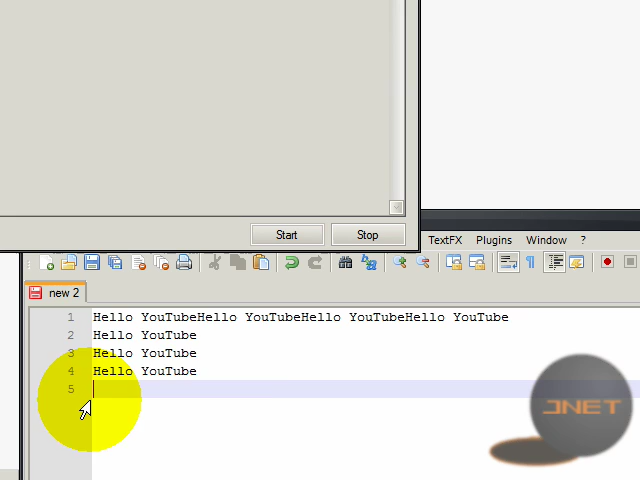 Start Stop
TextFX Plugins Window ?
new 2
1 Hello YouTubeHello YouTubeHello YouTubeHello YouTube
2 Hello YouTube
3 Hello YouTube
4 Hello YouTube
5
JNET